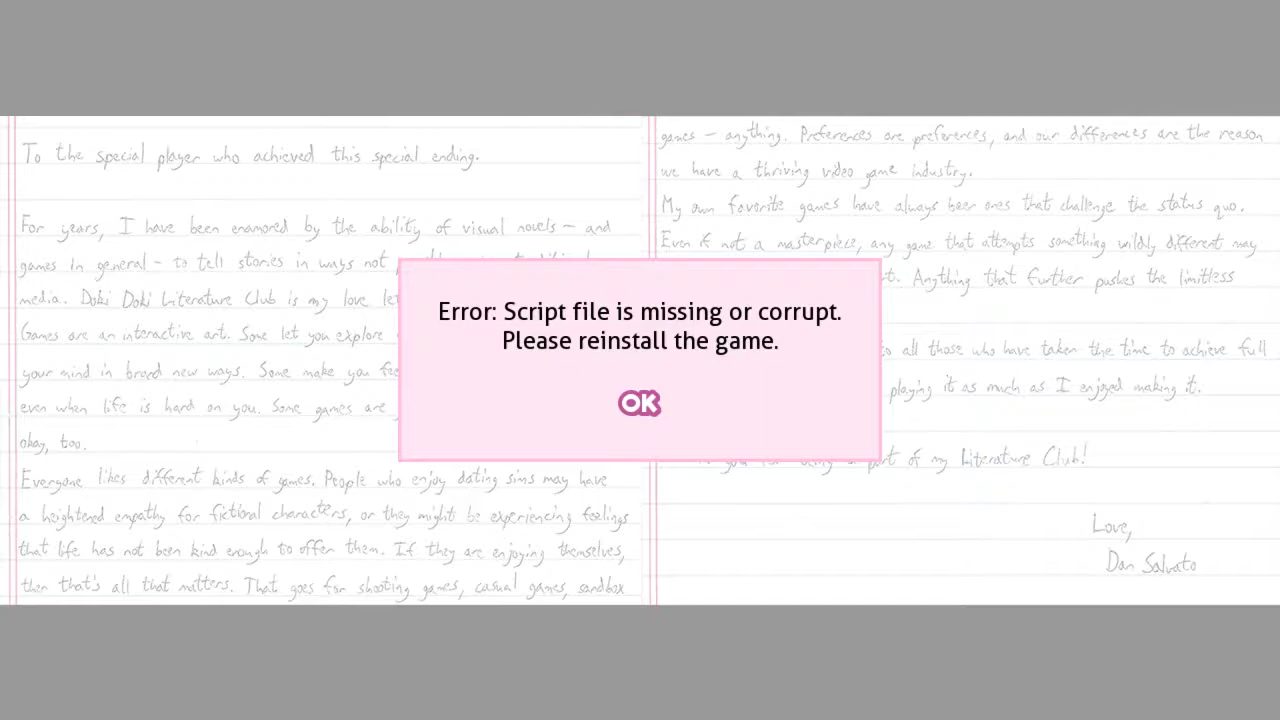 To the special player who achieved this special ending.
For years, I have been enamored by the ability of visual novels - and
games in general - to tell stories in ways not
media. Doki Doki Literature Club is my love
Games are an interactive art. Some let you explore
your mind in brand new ways. Some make you
even when life is hard on you. Some games are
okay, too.
Everyone likes different kinds of games. People who enjoy dating sims may have
a heightened empathy for fictional characters, or they might be experiencing feelings
that life has not been kind enough to offer them. If they are enjoying themselves,
then that's all that matters. That goes for shooting games, casual games, sandbox
games - anything. Preferences are preferences, and our differences are the reason
we have a thriving video game industry.
My own favorite games have always been ones that challenge the status quo.
Even if not a masterpiece, any game that attempts something wildly different may
Anything that further pushes the limitless
to all those who have taken the time to achieve full
playing it as much as I enjoyed making it.
part of my Literature Club!
Love,
Dan Salvato
Error: Script file is missing or corrupt.
Please reinstall the game.
OK